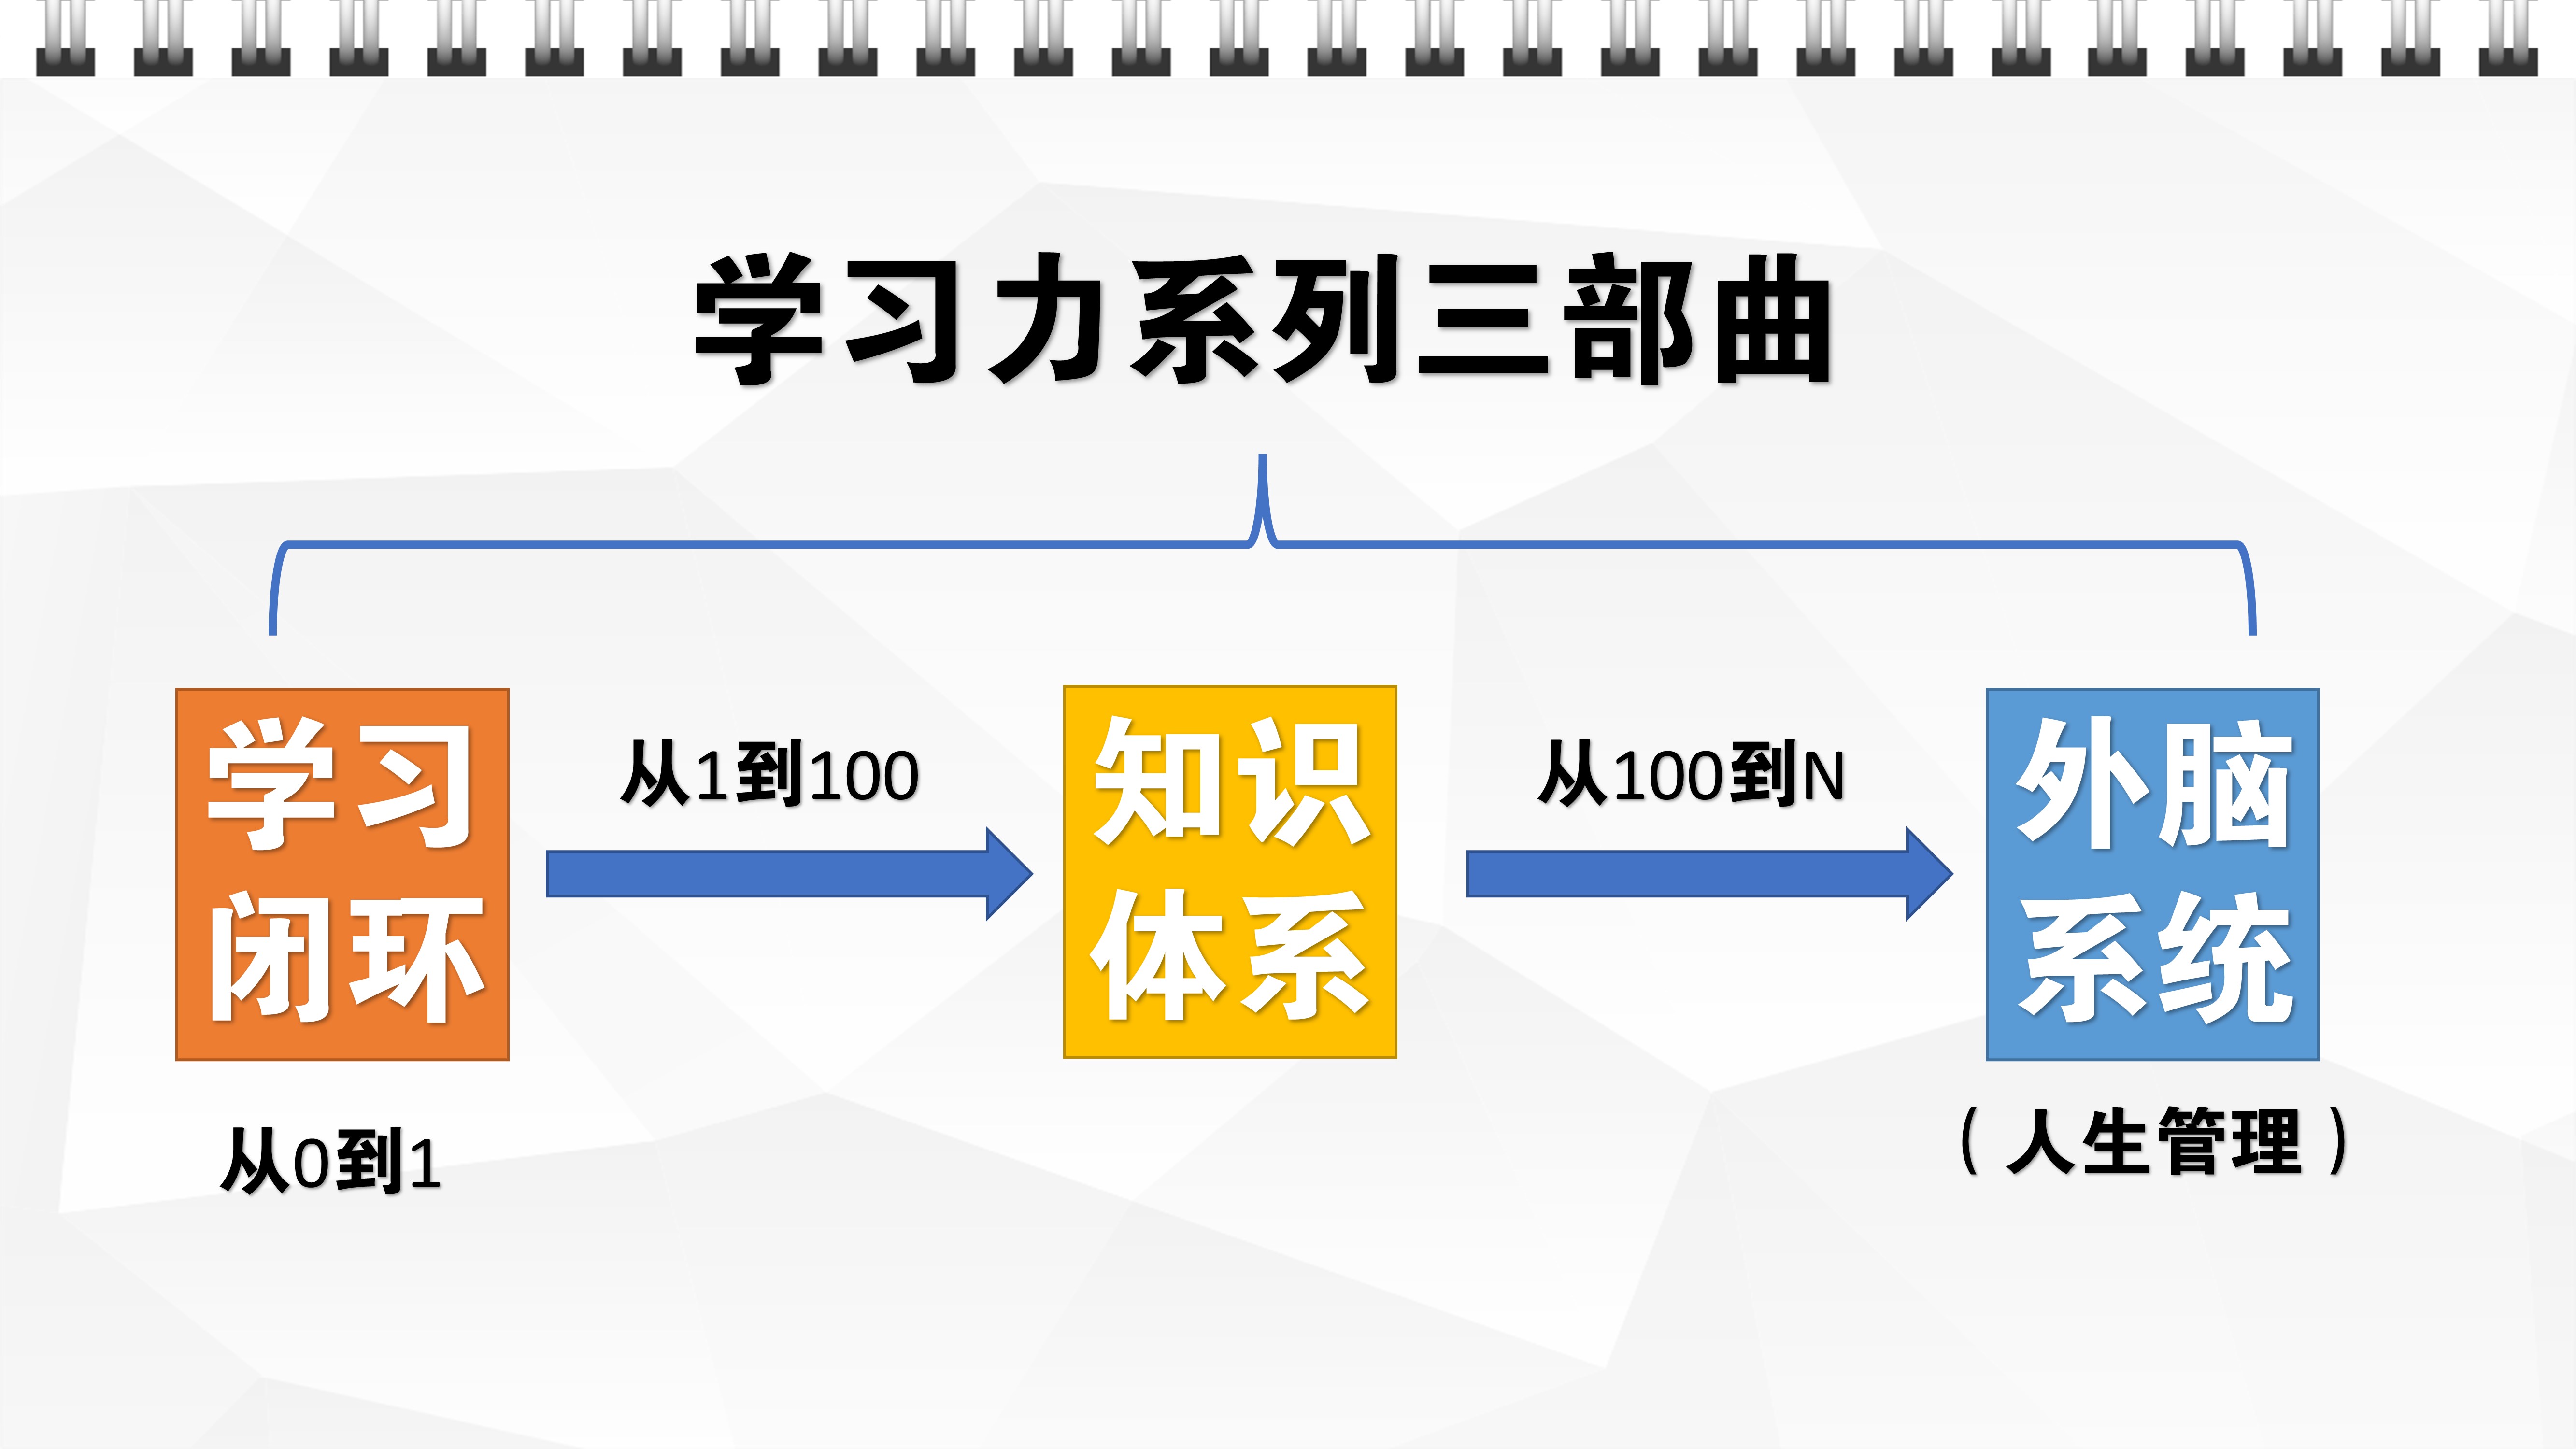 学习力系列三部曲
学习
闭环
从0到1
从1到100
知识
体系
从100到N
外脑
系统
（人生管理）